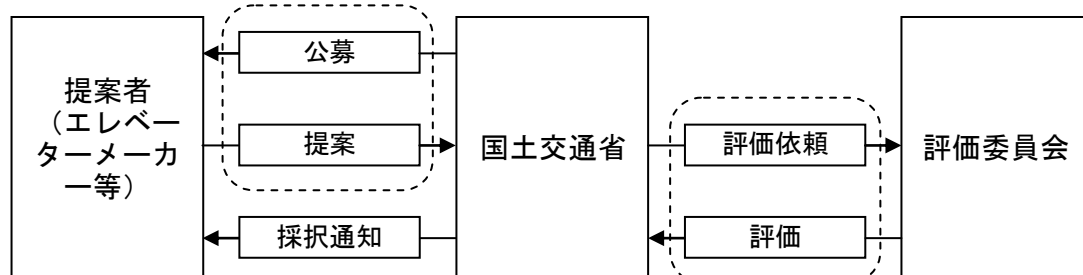 公募
提案者
（エレベー
ターメーカ
ー等）
提案
国土交通省
評価依頼
評価委員会
採択通知
評価